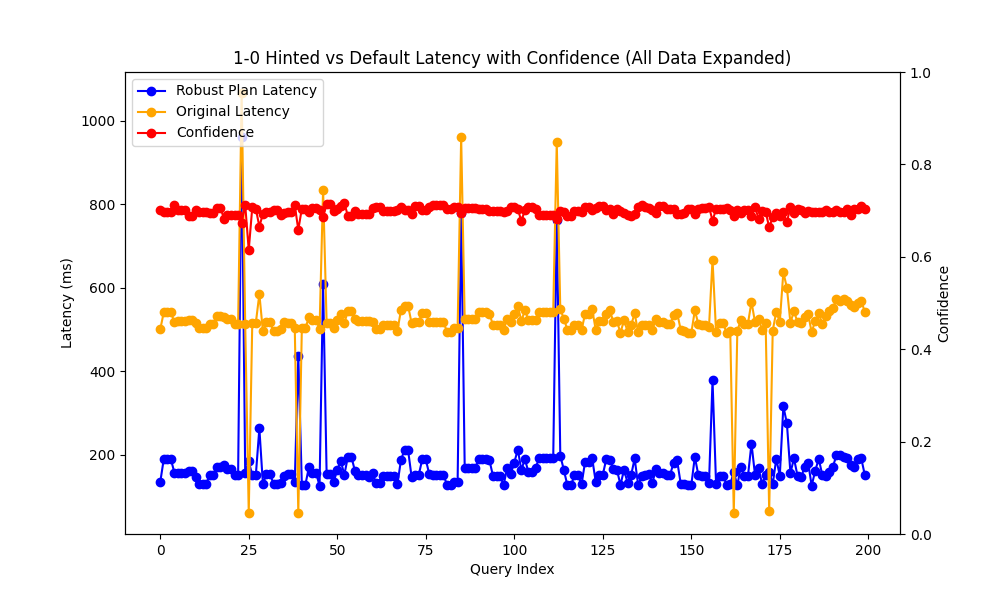 1-0 Hinted vs Default Latency with Confidence (All Data Expanded)
Robust Plan Latency
Original Latency
Confidence
1000
800
600
400
200
Latency (ms)
1.0
0.8
0.6
0.4
0.2
0.0
Confidence
0 25 50 75 100 125 150 175 200
Query Index